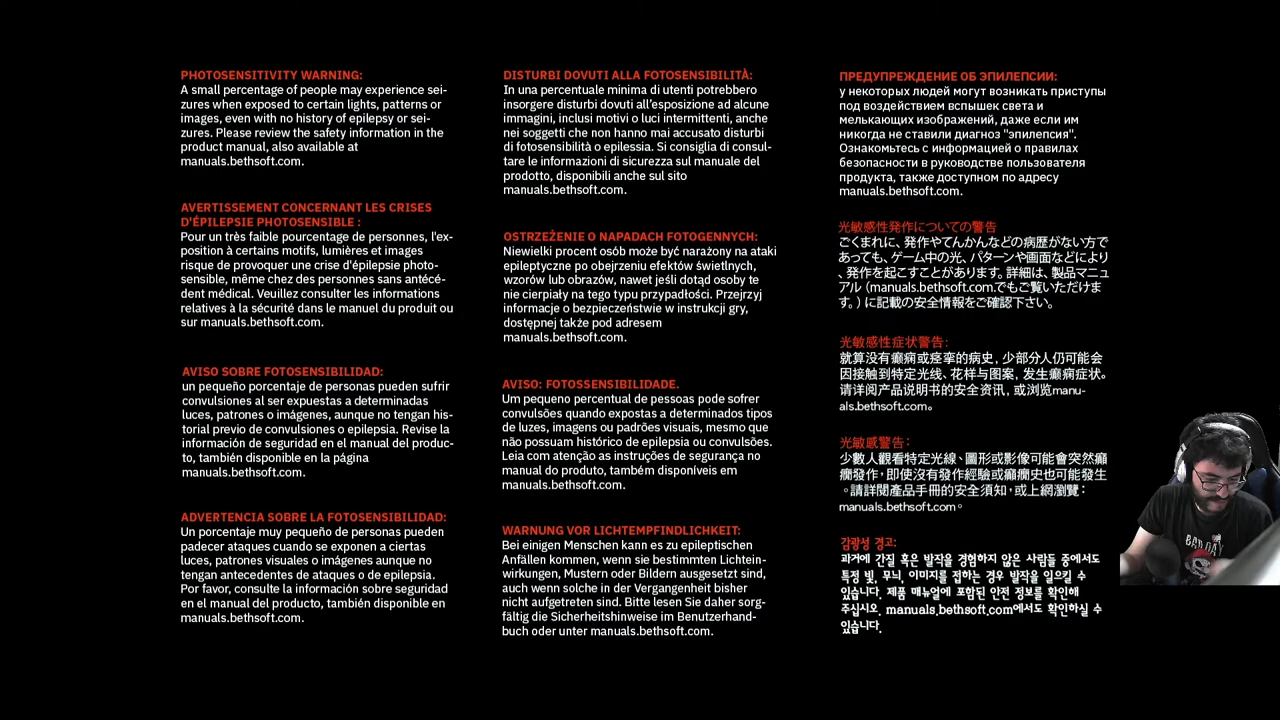 PHOTOSENSITIVITY WARNING:
A small percentage of people may experience sei-
zures when exposed to certain lights, patterns or
images, even with no history of epilepsy or sei-
zures. Please review the safety information in the
product manual, also available at
manuals.bethsoft.com.
AVERTISSEMENT CONCERNANT LES CRISES
D'ÉPILEPSIE PHOTOSENSIBLE :
Pour un très faible pourcentage de personnes, l'ex-
position à certains motifs, lumières et images
risque de provoquer une crise d'épilepsie photo-
sensible, même chez des personnes sans antécé-
dent médical. Veuillez consulter les informations
relatives à la sécurité dans le manuel du produit ou
sur manuals.bethsoft.com.
AVISO SOBRE FOTOSENSIBILIDAD:
un pequeño porcentaje de personas pueden sufrir
convulsiones al ser expuestas a determinadas
luces, patrones o imágenes, aunque no tengan his-
torial previo de convulsiones o epilepsia. Revise la
información de seguridad en el manual del produc-
to, también disponible en la página
manuals.bethsoft.com.
ADVERTENCIA SOBRE LA FOTOSENSIBILIDAD:
Un porcentaje muy pequeño de personas pueden
padecer ataques cuando se exponen a ciertas
luces, patrones visuales o imágenes aunque no
tengan antecedentes de ataques o de epilepsia.
Por favor, consulte la información sobre seguridad
en el manual del producto, también disponible en
manuals.bethsoft.com.
DISTURBI DOVUTI ALLA FOTOSENSIBILITÀ:
In una percentuale minima di utenti potrebbero
insorgere disturbi dovuti all'esposizione ad alcune
immagini, inclusi motivi o luci intermittenti, anche
nei soggetti che non hanno mai accusato disturbi
di fotosensibilità o epilessia. Si consiglia di consul-
tare le informazioni di sicurezza sul manuale del
prodotto, disponibili anche sul sito
manuals.bethsoft.com.
OSTRZEŻENIE O NAPADACH FOTOGENNYCH:
Niewielki procent osób może być narażony na ataki
epileptyczne po obejrzeniu efektów świetlnych,
wzorów lub obrazów, nawet jeśli dotąd osoby te
nie cierpiały na tego typu przypadłości. Przejrzyj
informacje o bezpieczeństwie w instrukcji gry,
dostępnej także pod adresem
manuals.bethsoft.com.
AVISO: FOTOSSENSIBILIDADE.
Um pequeno percentual de pessoas pode sofrer
convulsões quando expostas a determinados tipos
de luzes, imagens ou padrões visuais, mesmo que
não possuam histórico de epilepsia ou convulsões.
Leia com atenção as instruções de segurança no
manual do produto, também disponíveis em
manuals.bethsoft.com.
WARNUNG VOR LICHTEMPFINDLICHKEIT:
Bei einigen Menschen kann es zu epileptischen
Anfällen kommen, wenn sie bestimmten Lichtein-
wirkungen, Mustern oder Bildern ausgesetzt sind,
auch wenn solche in der Vergangenheit bisher
nicht aufgetreten sind. Bitte lesen Sie daher sorg-
fältig die Sicherheitshinweise im Benutzerhand-
buch oder unter manuals.bethsoft.com.
ПРЕДУПРЕЖДЕНИЕ ОБ ЭПИЛЕПСИИ:
у некоторых людей могут возникать приступы
под воздействием вспышек света и
мелькающих изображений, даже если им
никогда не ставили диагноз "эпилепсия".
Ознакомьтесь с информацией о правилах
безопасности в руководстве пользователя
продукта, также доступном по адресу
manuals.bethsoft.com.
光敏感性発作についての警告
ごくまれに、発作やてんかんなどの病歴がない方で
あっても、ゲーム中の光、パターンや画面などにより
、発作を起こすことがあります。詳細は、製品マニュ
アル（manuals.bethsoft.comでもご覧いただけま
す。）に記載の安全情報をご確認下さい。
光敏感性症状警告：
就算没有癫痫或痉挛的病史，少部分人仍可能会
因接触到特定光线、花样与图案，发生癫痫症状。
请详阅产品说明书的安全资讯，或浏览manu-
als.bethsoft.com。
光敏感警告：
少數人觀看特定光線、圖形或影像可能會突然癲
癇發作，即使沒有發作經驗或癲癇史也可能發生
。請詳閱產品手冊的安全須知，或上網瀏覽：
manuals.bethsoft.com。
감광성 경고:
과거에 간질 혹은 발작을 경험하지 않은 사람들 중에서도
특정 빛, 무늬, 이미지를 접하는 경우 발작을 일으킬 수
있습니다. 제품 매뉴얼에 포함된 안전 정보를 확인해
주십시오. manuals.bethsoft.com에서도 확인하실 수
있습니다.
BAD DAY